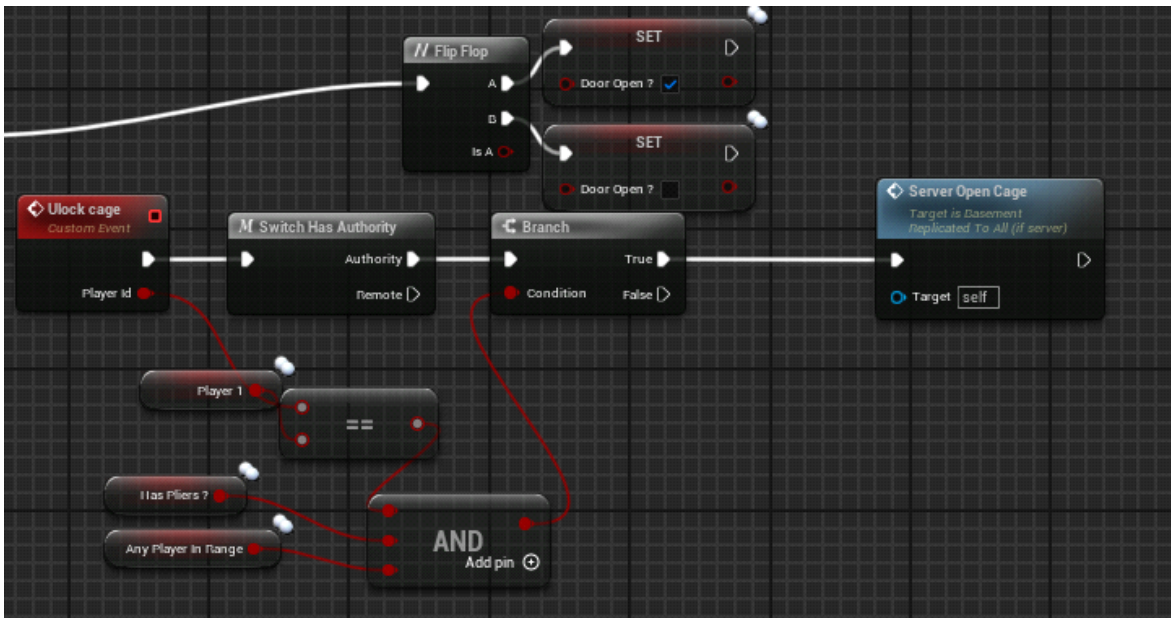 Flip Flop
A
B
Is A
SET
Door Open ?
SET
Door Open ?
Ulock cage
Custom Event
Player Id
Switch Has Authority
Authority
Remote
Branch
True
Condition
False
Server Open Cage
Target is Basement
Replicated To All (if server)
Target self
Player 1
==
Has Pliers ?
Any Player In Range
AND
Add pin